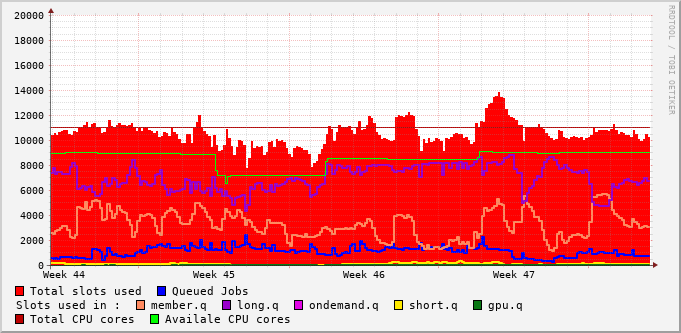 20000
18000
16000
14000
12000
10000
8000
6000
4000
2000
0
Week 44 Week 45 Week 46 Week 47
Total slots used Queued Jobs
Slots used in : member.q long.q ondemand.q short.q gpu.q
Total CPU cores Availale CPU cores
RRDTOOL / TOBI OETIKER